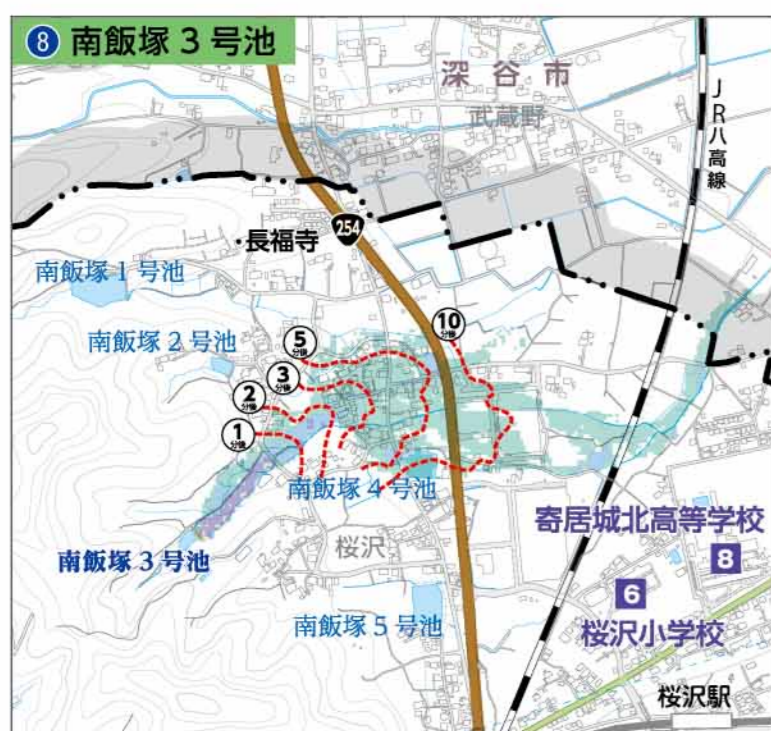 8 南飯塚3号池
深谷市
武蔵野
JR八高線
254
長福寺
南飯塚1号池
南飯塚2号池
10分後
5分後
3分後
2分後
1分後
南飯塚4号池
南飯塚3号池
桜沢
寄居城北高等学校
8
6
桜沢小学校
南飯塚5号池
桜沢駅